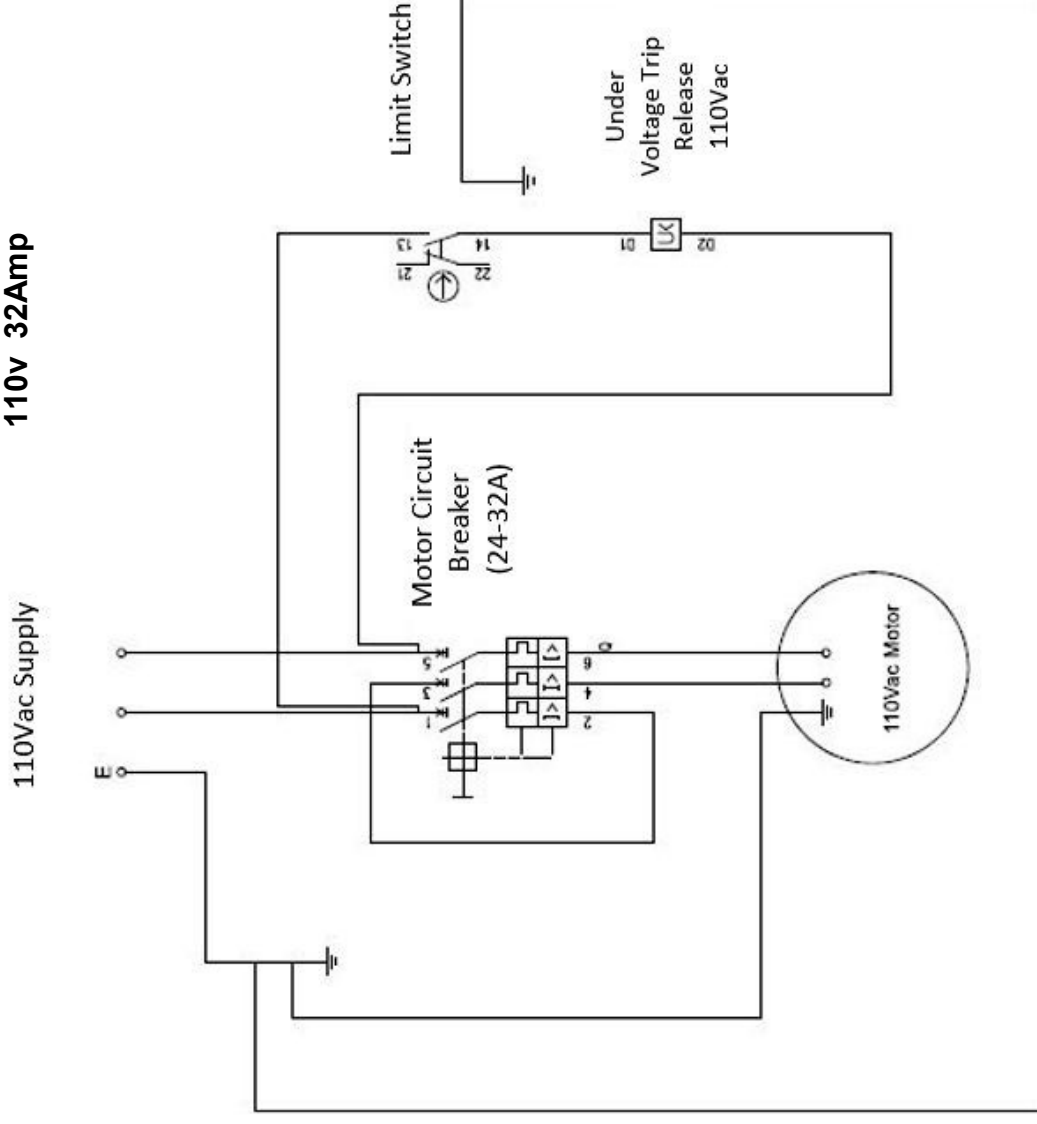 110v 32Amp
110Vac Supply
Limit Switch
Under
Voltage Trip
Release
110Vac
E
13
14
21
22
D1
D2
U<
Motor Circuit
Breaker
(24-32A)
1
3
5
I>
I>
I>
2
4
6
Q
110Vac Motor